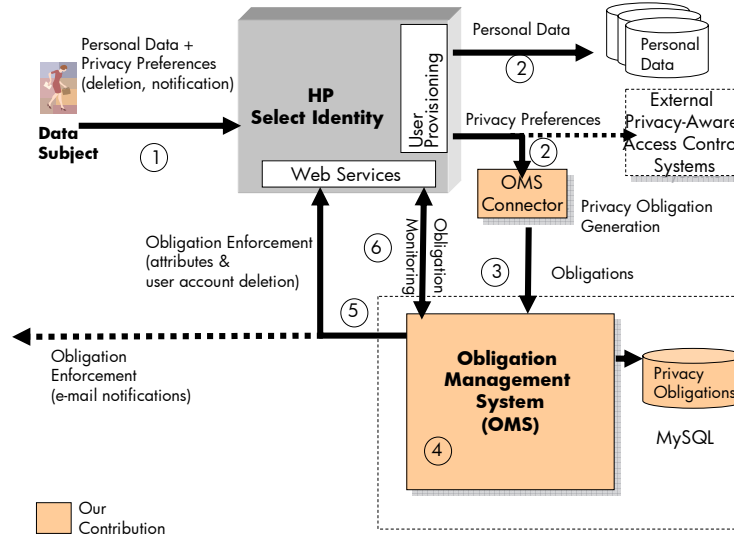 Personal Data +
Privacy Preferences
(deletion, notification)
Data
Subject
1
HP
Select Identity
User
Provisioning
Web Services
Personal Data
2
Personal
Data
Privacy Preferences
2
External
Privacy-Aware
Access Control
Systems
OMS
Connector
Privacy Obligation
Generation
3
Obligations
Obligation Enforcement
(attributes &
user account deletion)
6
Monitoring
Obligation
5
Obligation
Enforcement
(e-mail notifications)
Obligation
Management
System
(OMS)
4
Privacy
Obligations
MySQL
Our
Contribution